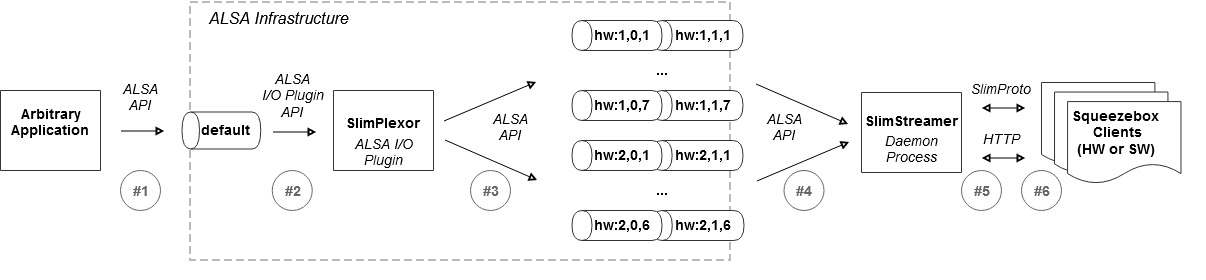 ALSA Infrastructure
Arbitrary
Application
ALSA
API
#1
default
ALSA
I/O Plugin
API
#2
SlimPlexor
ALSA I/O
Plugin
ALSA
API
#3
hw:1,0,1 hw:1,1,1
...
hw:1,0,7 hw:1,1,7
hw:2,0,1 hw:2,1,1
...
hw:2,0,6 hw:2,1,6
ALSA
API
#4
SlimStreamer
Daemon
Process
SlimProto
HTTP
#5
#6
Squeezebox
Clients
(HW or SW)